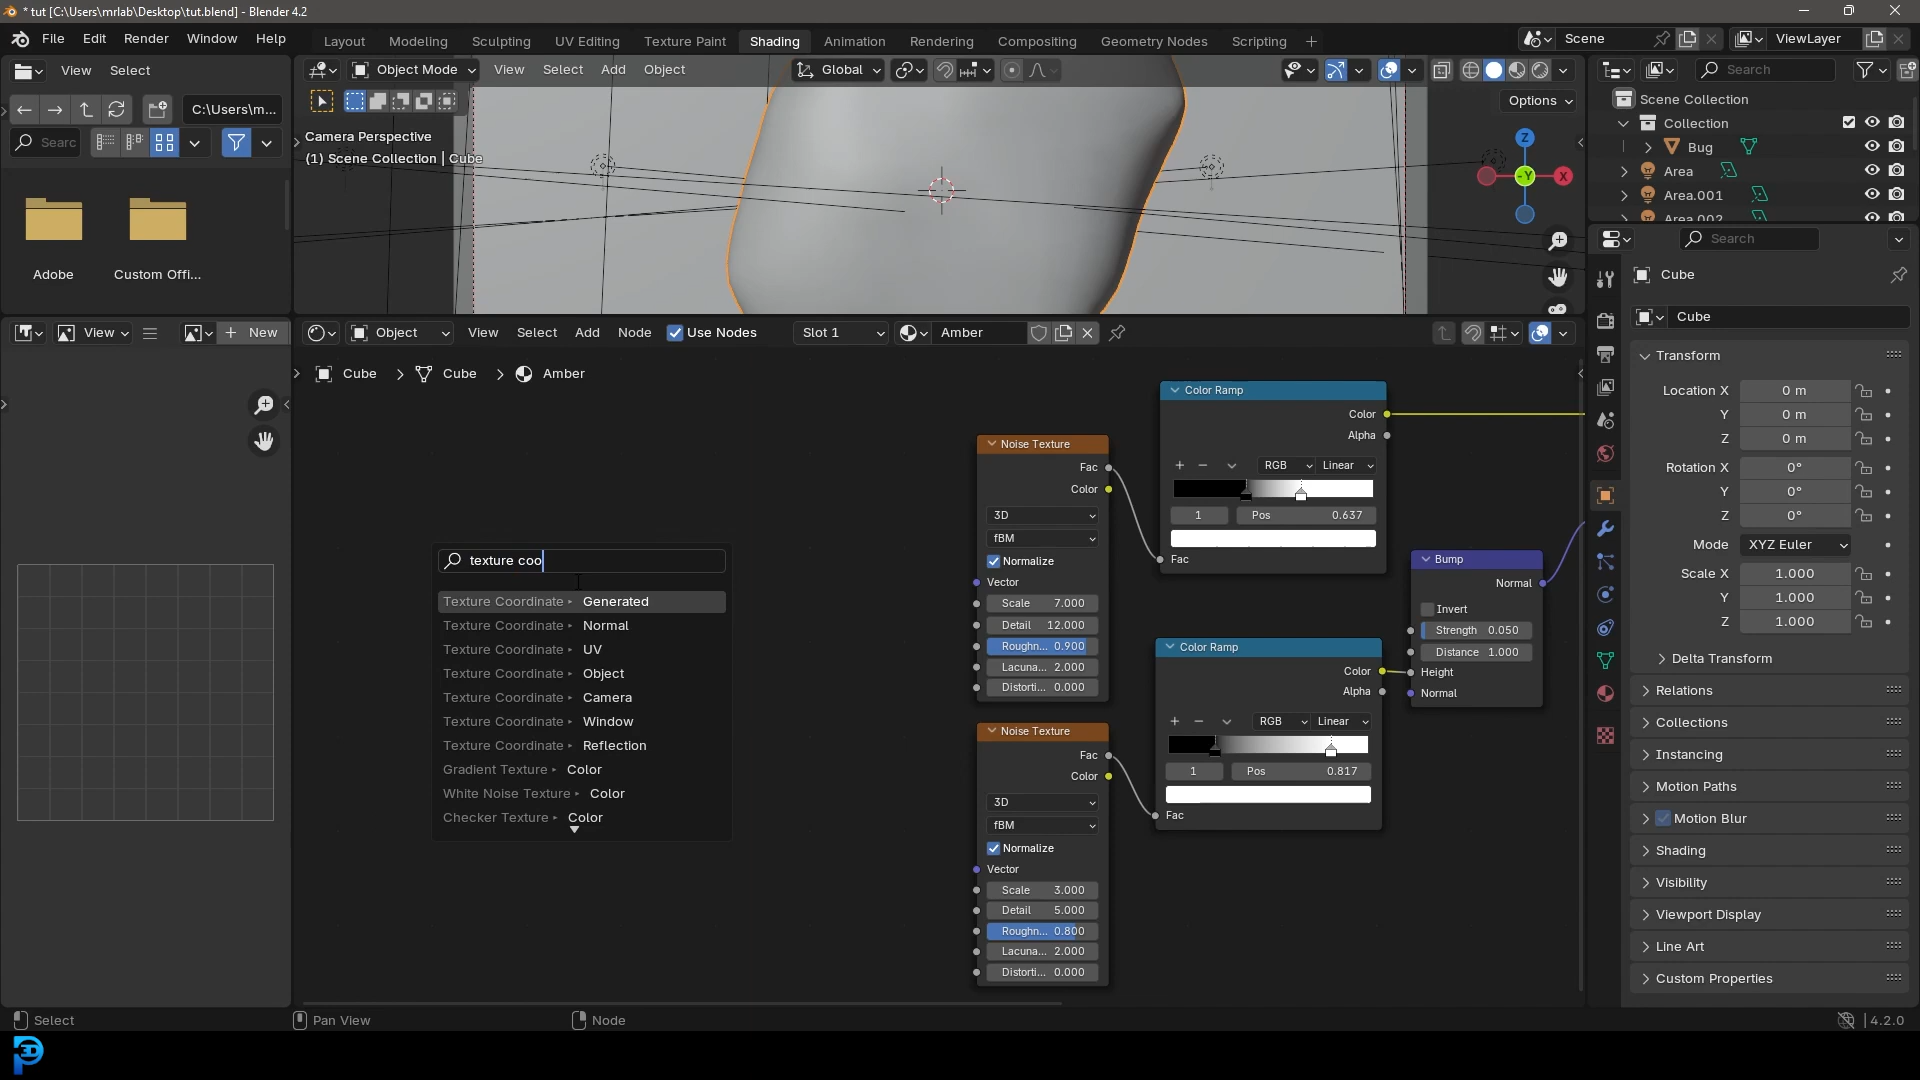 * tut [C:\Users\mrlab\Desktop\tut.blend] - Blender 4.2
File Edit Render Window Help
Layout Modeling Sculpting UV Editing Texture Paint Shading Animation Rendering Compositing Geometry Nodes Scripting +
Scene ViewLayer
View Select
Object Mode View Select Add Object Global
Search
C:\Users\m...
Options
Searc
Scene Collection
Collection
Bug
Area
Area.001
Area.002
Camera Perspective
(1) Scene Collection | Cube
Z
-Y
X
Adobe Custom Offi...
Search
Cube
Cube
View New
Object View Select Add Node Use Nodes Slot 1 Amber
Cube > Cube > Amber
texture coo
Texture Coordinate ▸ Generated
Texture Coordinate ▸ Normal
Texture Coordinate ▸ UV
Texture Coordinate ▸ Object
Texture Coordinate ▸ Camera
Texture Coordinate ▸ Window
Texture Coordinate ▸ Reflection
Gradient Texture ▸ Color
White Noise Texture ▸ Color
Checker Texture ▸ Color
Noise Texture
Fac
Color
3D
fBM
Normalize
Vector
Scale 7.000
Detail 12.000
Roughn... 0.900
Lacuna... 2.000
Distorti... 0.000
Noise Texture
Fac
Color
3D
fBM
Normalize
Vector
Scale 3.000
Detail 5.000
Roughn... 0.800
Lacuna... 2.000
Distorti... 0.000
Color Ramp
Color
Alpha
RGB Linear
1 Pos 0.637
Fac
Color Ramp
Color
Alpha
RGB Linear
1 Pos 0.817
Fac
Bump
Normal
Invert
Strength 0.050
Distance 1.000
Height
Normal
Transform
Location X 0 m
Y 0 m
Z 0 m
Rotation X 0°
Y 0°
Z 0°
Mode XYZ Euler
Scale X 1.000
Y 1.000
Z 1.000
Delta Transform
Relations
Collections
Instancing
Motion Paths
Motion Blur
Shading
Visibility
Viewport Display
Line Art
Custom Properties
Select Pan View Node 4.2.0